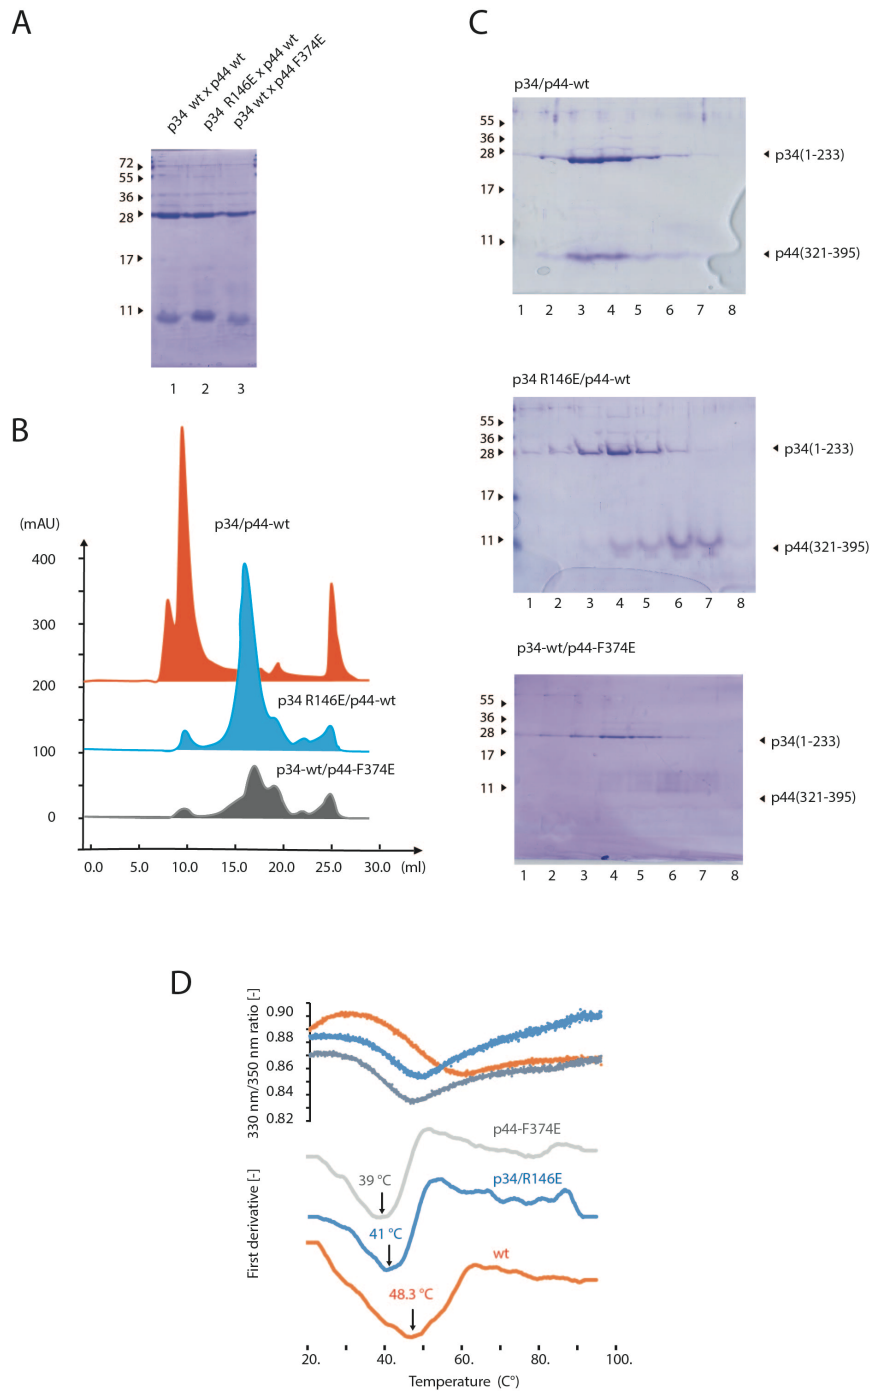 A
p34 wt x p44 wt
p34 R146E x p44 wt
p34 wt x p44 F374E
72
55
36
28
17
11
1 2 3
B
(mAU)
p34/p44-wt
400
300
200
p34 R146E/p44-wt
100
p34-wt/p44-F374E
0
0.0 5.0 10.0 15.0 20.0 25.0 30.0 (ml)
C
p34/p44-wt
55
36
28
p34(1-233)
17
11
p44(321-395)
1 2 3 4 5 6 7 8
p34 R146E/p44-wt
55
36
28
p34(1-233)
17
11
p44(321-395)
1 2 3 4 5 6 7 8
p34-wt/p44-F374E
55
36
28
p34(1-233)
17
11
p44(321-395)
1 2 3 4 5 6 7 8
D
330 nm/350 nm ratio [-]
0.90
0.88
0.86
0.84
0.82
p44-F374E
First derivative [-]
39 °C
p34/R146E
41 °C
wt
48.3 °C
20. 40. 60. 80. 100.
Temperature (C°)